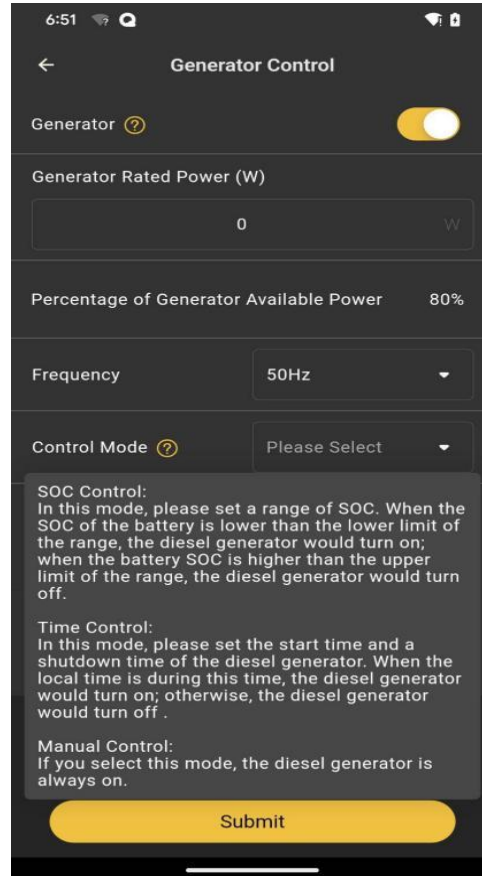 6:51
Generator Control
Generator ?
Generator Rated Power (W)
0 W
Percentage of Generator Available Power 80%
Frequency 50Hz
Control Mode ? Please Select
SOC Control:
In this mode, please set a range of SOC. When the
SOC of the battery is lower than the lower limit of
the range, the diesel generator would turn on;
when the battery SOC is higher than the upper
limit of the range, the diesel generator would turn
off.
Time Control:
In this mode, please set the start time and a
shutdown time of the diesel generator. When the
local time is during this time, the diesel generator
would turn on; otherwise, the diesel generator
would turn off .
Manual Control:
If you select this mode, the diesel generator is
always on.
Submit